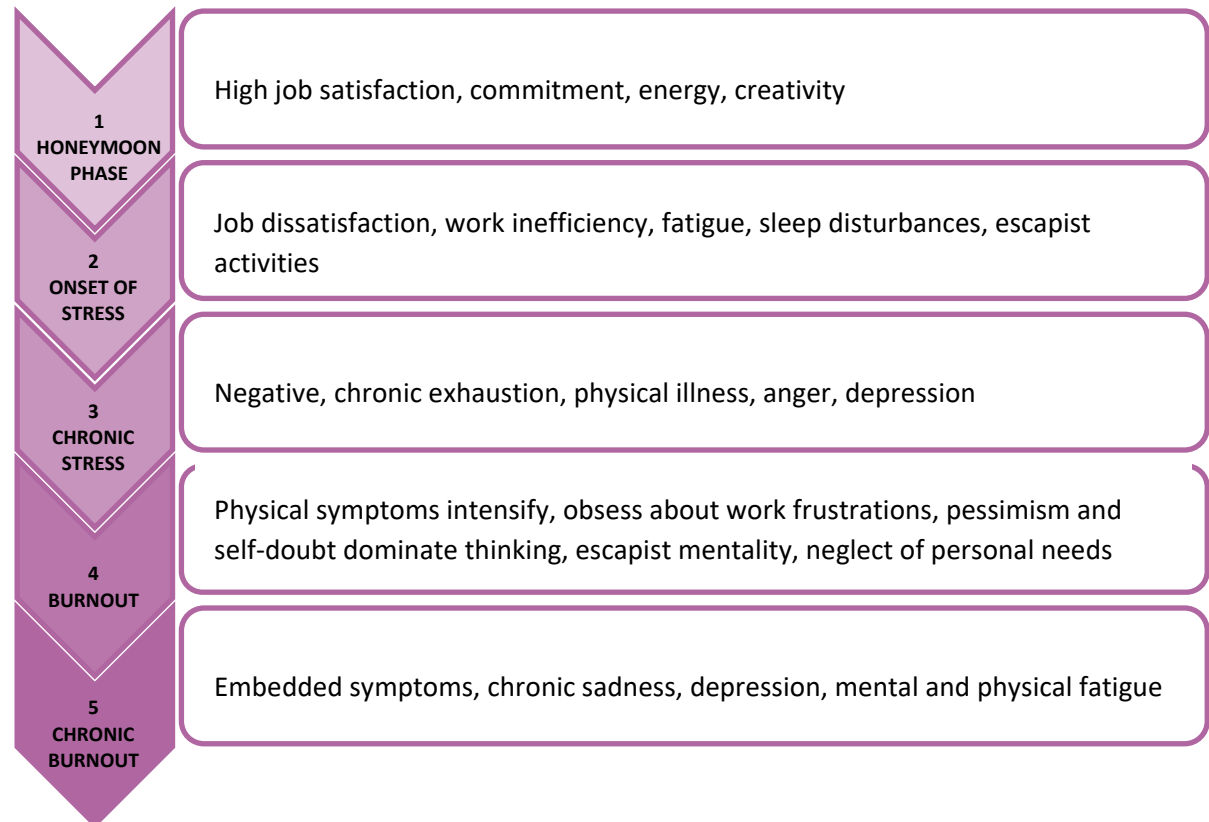 1
HONEYMOON
PHASE
High job satisfaction, commitment, energy, creativity
2
ONSET OF
STRESS
Job dissatisfaction, work inefficiency, fatigue, sleep disturbances, escapist
activities
3
CHRONIC
STRESS
Negative, chronic exhaustion, physical illness, anger, depression
4
BURNOUT
Physical symptoms intensify, obsess about work frustrations, pessimism and
self-doubt dominate thinking, escapist mentality, neglect of personal needs
5
CHRONIC
BURNOUT
Embedded symptoms, chronic sadness, depression, mental and physical fatigue